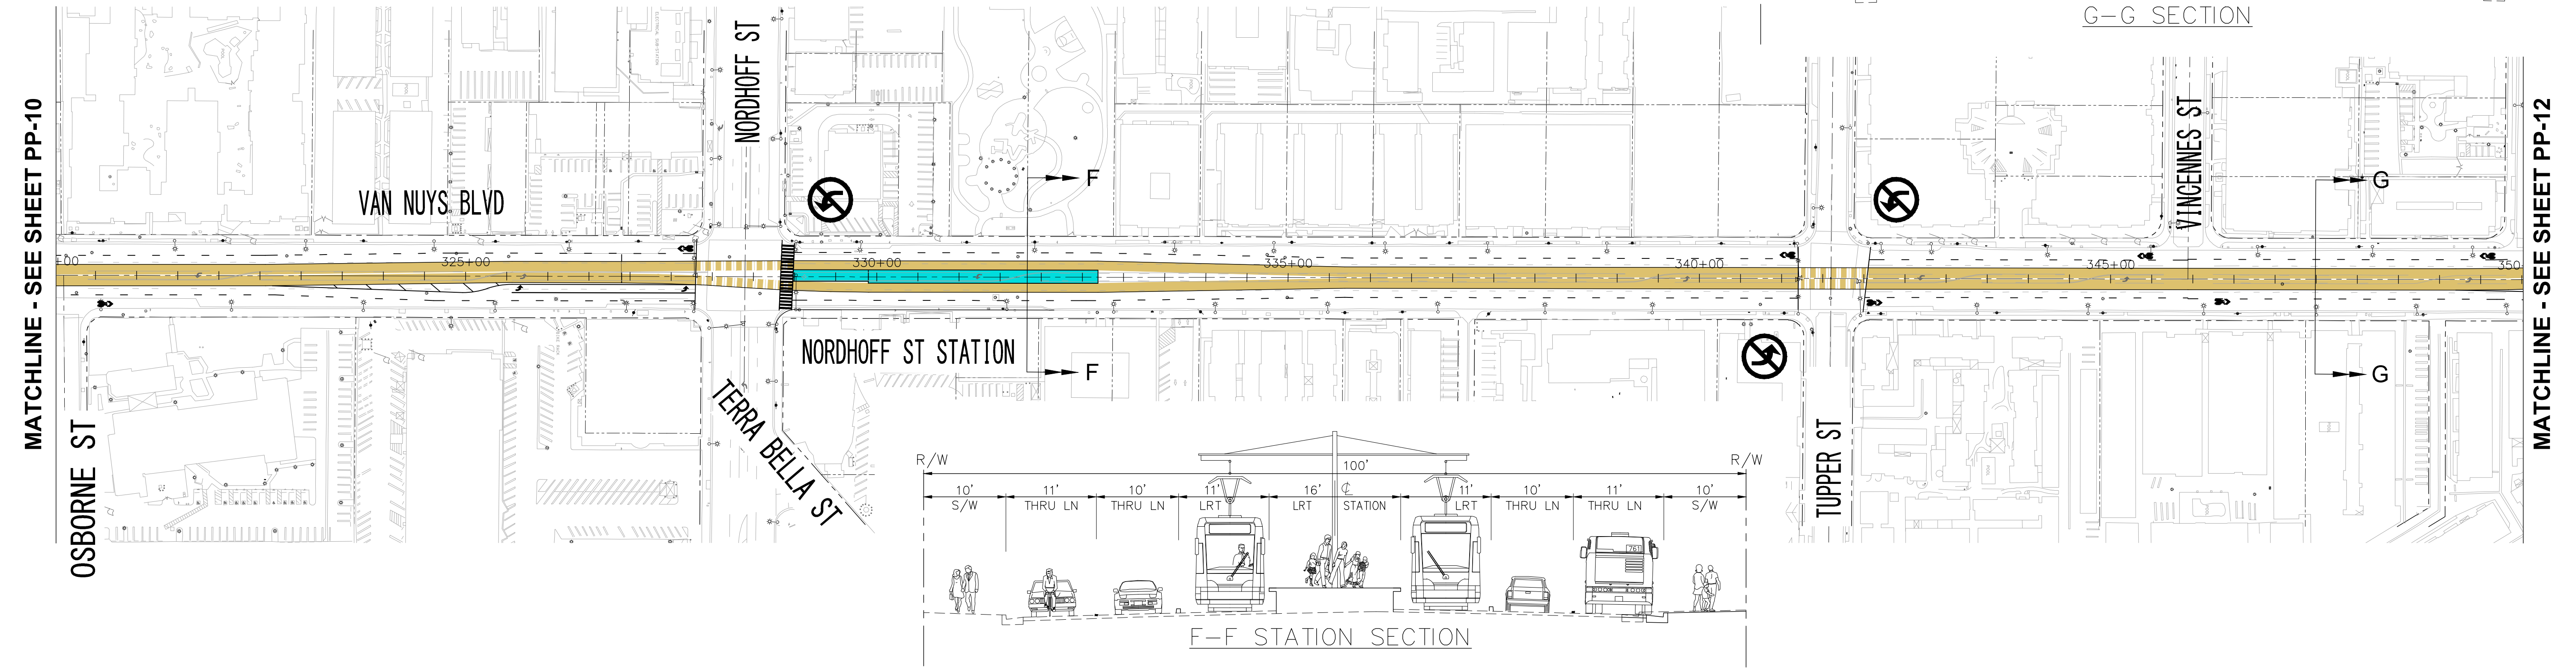 G-G SECTION
MATCHLINE - SEE SHEET PP-10
VAN NUYS BLVD
NORDHOFF ST
F
VINCENNES ST
G
MATCHLINE - SEE SHEET PP-12
00
325+00
330+00
335+00
340+00
345+00
350
NORDHOFF ST STATION
F
G
OSBORNE ST
TERRA BELLA ST
TUPPER ST
R/W
100'
R/W
10' 11' 10' 11' 16' ℄ 11' 10' 11' 10'
S/W THRU LN THRU LN LRT LRT STATION LRT THRU LN THRU LN S/W
761
F-F STATION SECTION